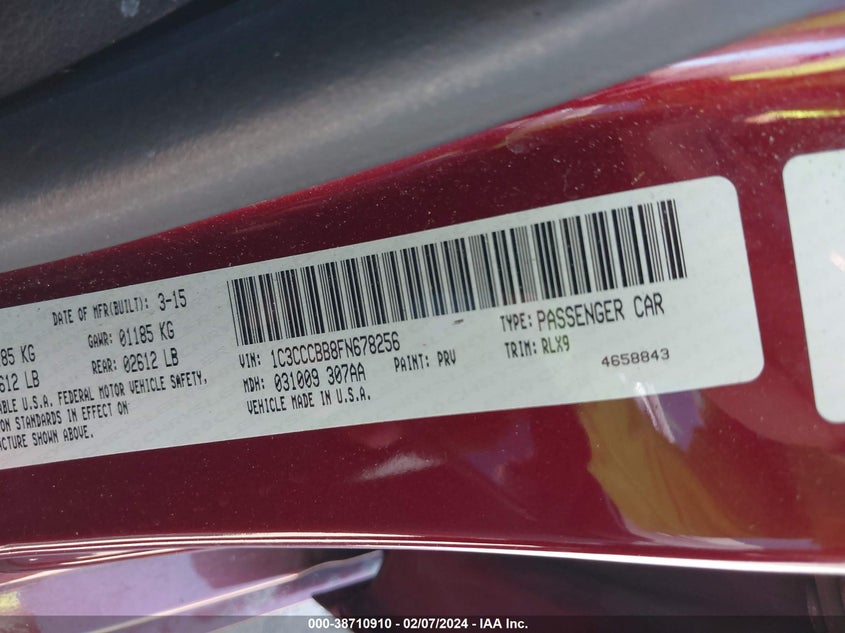 DATE OF MFR(BUILT): 3-15
85 KG GAWR: 01185 KG
612 LB REAR: 02612 LB
ABLE U.S.A. FEDERAL MOTOR VEHICLE SAFETY,
ON STANDARDS IN EFFECT ON
ACTURE SHOWN ABOVE.
VIN: 1C3CCCBB8FN678256 TYPE: PASSENGER CAR
MDH: 031009 307AA PAINT: PRV TRIM: RLX9
VEHICLE MADE IN U.S.A. 4658843
000-38710910 - 02/07/2024 - IAA Inc.